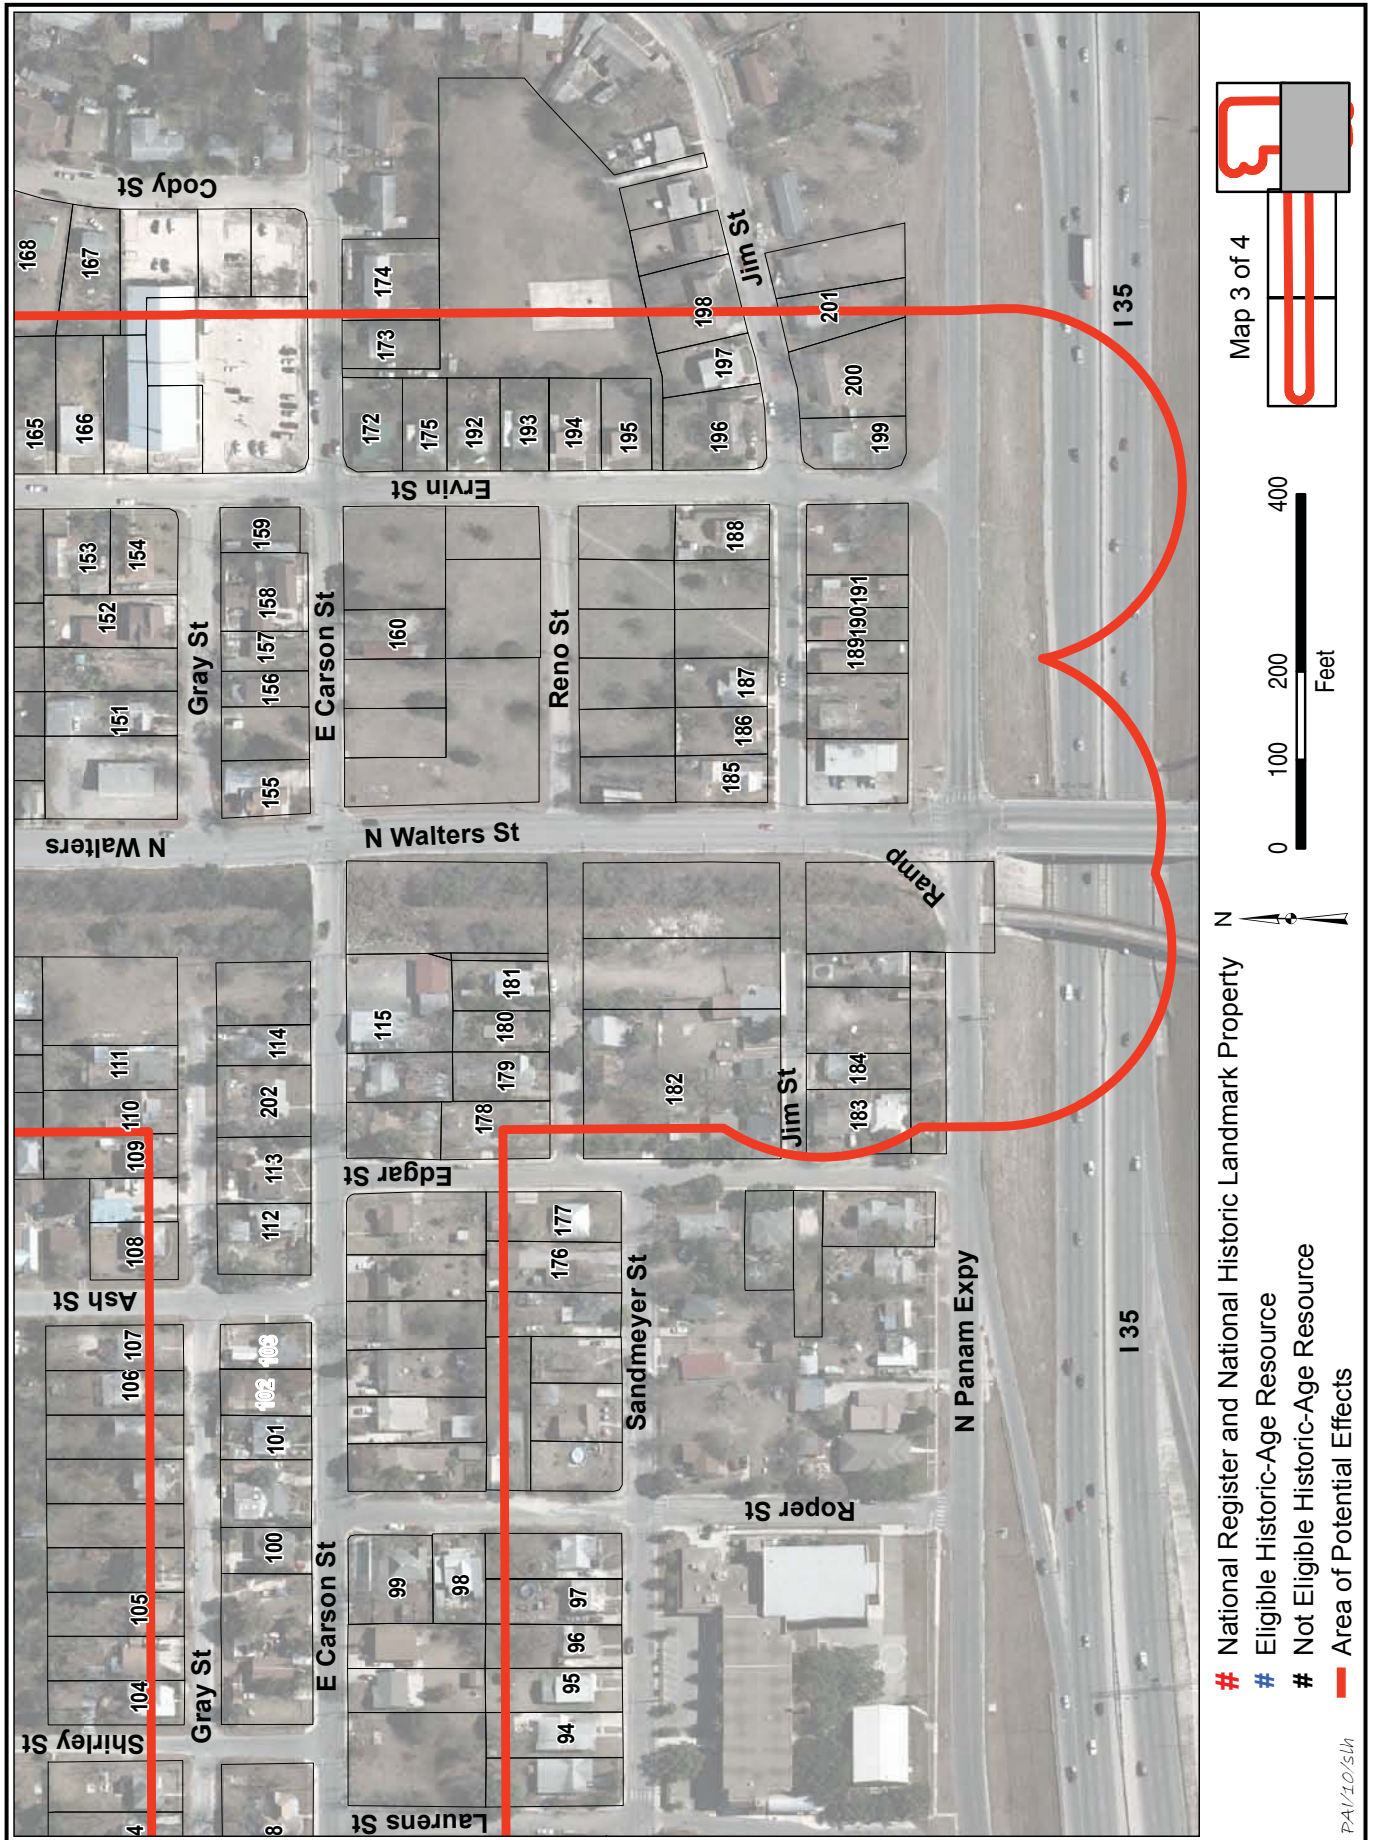 Cody St
168
167
165
166
174
173
172
175
192
193
194
195
196
197
198
Jim St
201
200
199
Ervin St
I 35
153
154
152
151
Gray St
159
158
157
156
155
E Carson St
160
Reno St
188
187
186
185
191
190
189
N Walters
N Walters St
Ramp
111
110
109
108
114
202
113
112
115
181
180
179
178
182
Jim St
184
183
Edgar St
Ash St
107
106
105
104
103
102
101
100
177
176
Sandmeyer St
N Panam Expy
I 35
Roper St
99
98
97
96
95
94
E Carson St
Gray St
Shirley St
Laurens St
4
8
# National Register and National Historic Landmark Property
# Eligible Historic-Age Resource
# Not Eligible Historic-Age Resource
Area of Potential Effects
N
0 100 200 400
Feet
Map 3 of 4
PAI/10/slh